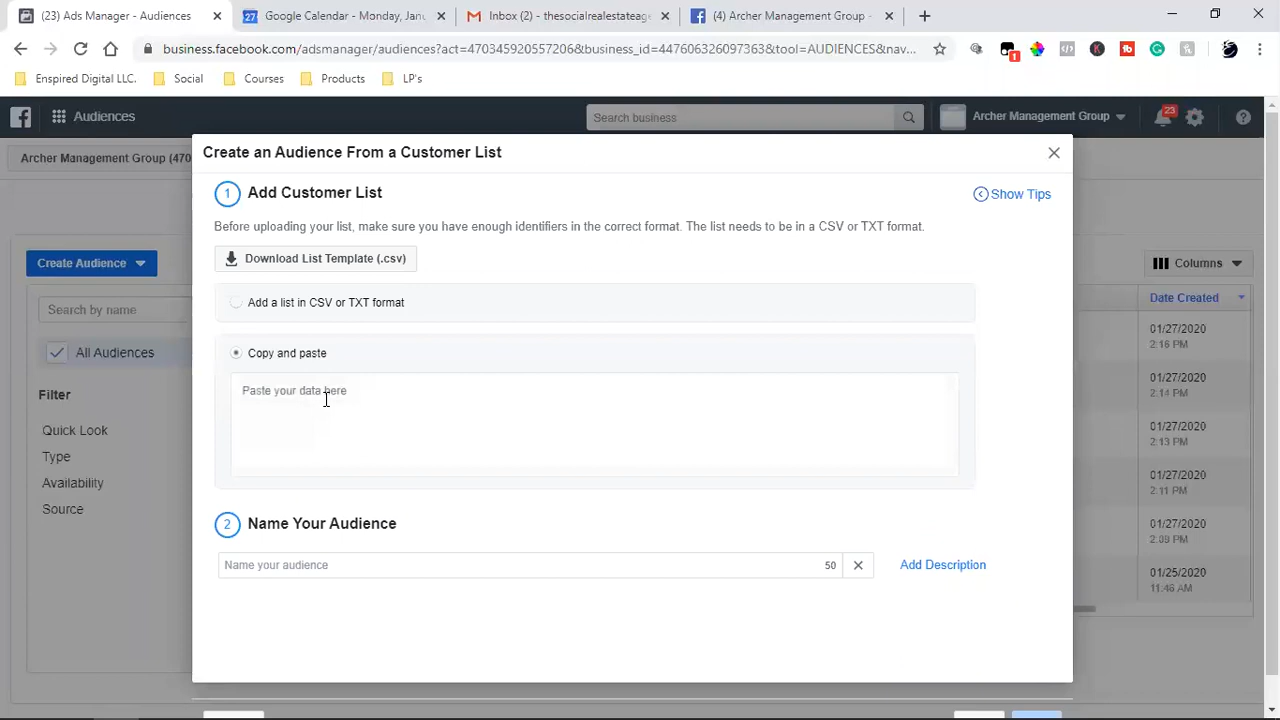 (23) Ads Manager - Audiences
Google Calendar - Monday, Janu
Inbox (2) - thesocialrealestateag
(4) Archer Management Group -
business.facebook.com/adsmanager/audiences?act=470345920557206&business_id=447606326097363&tool=AUDIENCES&nav...
Enspired Digital LLC.
Social
Courses
Products
LP's
Audiences
Search business
Archer Management Group
23
Archer Management Group (470
Create an Audience From a Customer List
1 Add Customer List
Show Tips
Before uploading your list, make sure you have enough identifiers in the correct format. The list needs to be in a CSV or TXT format.
Download List Template (.csv)
Add a list in CSV or TXT format
Copy and paste
Paste your data here
2 Name Your Audience
Name your audience
50
Add Description
Create Audience
Search by name
All Audiences
Filter
Quick Look
Type
Availability
Source
Columns
Date Created
01/27/2020
2:16 PM
01/27/2020
2:14 PM
01/27/2020
2:13 PM
01/27/2020
2:11 PM
01/27/2020
2:09 PM
01/25/2020
11:46 AM